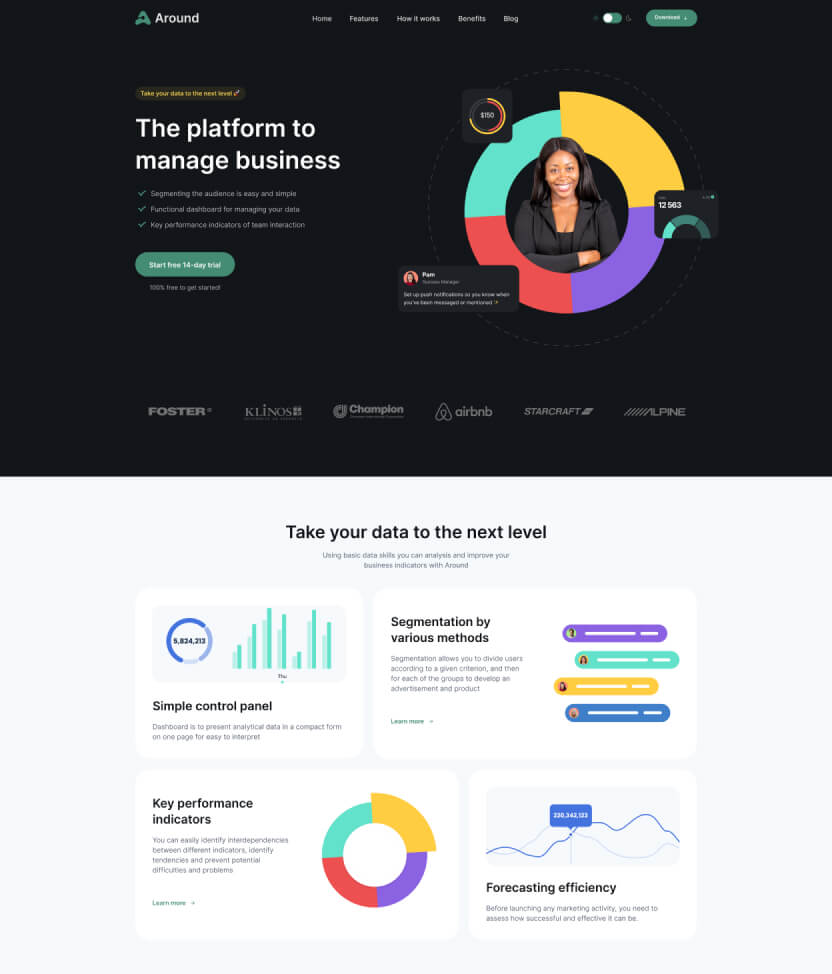 Around
Home Features How it works Benefits Blog
Download ↓
Take your data to the next level 🚀
The platform to
manage business
Segmenting the audience is easy and simple
Functional dashboard for managing your data
Key performance indicators of team interaction
Start free 14-day trial
100% free to get started!
$150
12 563
Pam
Success Manager
Set up push notifications so you know when
you've been messaged or mentioned
FOSTER
KLINOS
Champion
airbnb
STARCRAFT
ALPINE
Take your data to the next level
Using basic data skills you can analysis and improve your
business indicators with Around
5,824,213
Thu
Simple control panel
Dashboard is to present analytical data in a compact form
on one page for easy to interpret
Segmentation by
various methods
Segmentation allows you to divide users
according to a given criterion, and then
for each of the groups to develop an
advertisement and product
Learn more →
Key performance
indicators
You can easily identify interdependencies
between different indicators, identify
tendencies and prevent potential
difficulties and problems
Learn more →
220,342,123
Forecasting efficiency
Before launching any marketing activity, you need to
assess how successful and effective it can be.